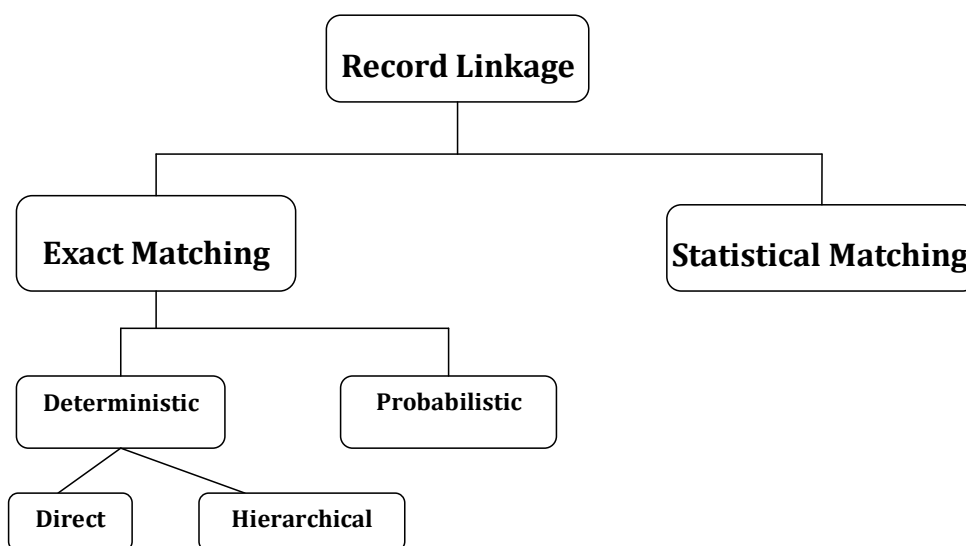 Record Linkage
Exact Matching
Statistical Matching
Deterministic
Probabilistic
Direct
Hierarchical